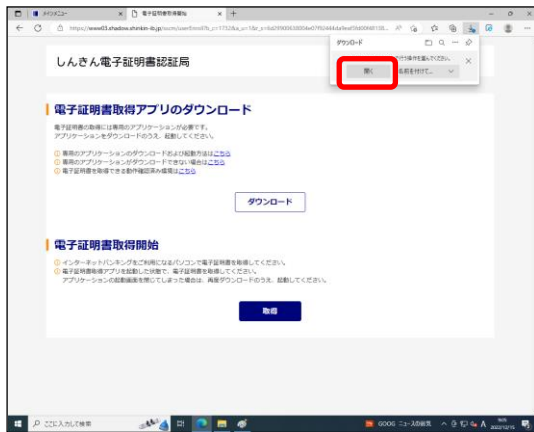 電子証明書取得開始
ダウンロード
開く
名前を付けて...
しんきん電子証明書認証局
電子証明書取得アプリのダウンロード
電子証明書の取得には専用のアプリケーションが必要です。
アプリケーションをダウンロードのうえ、起動してください。
専用のアプリケーションのダウンロードおよび起動方法はこちら
専用のアプリケーションがダウンロードできない場合はこちら
電子証明書を取得できる動作確認済み環境はこちら
ダウンロード
電子証明書取得開始
インターネットバンキングをご利用になるパソコンで電子証明書を取得してください。
電子証明書取得アプリを起動した状態で、電子証明書を取得してください。
アプリケーションの起動画面を閉じてしまった場合は、再度ダウンロードのうえ、起動してください。
取得
ここに入力して検索
A
2022/12/15